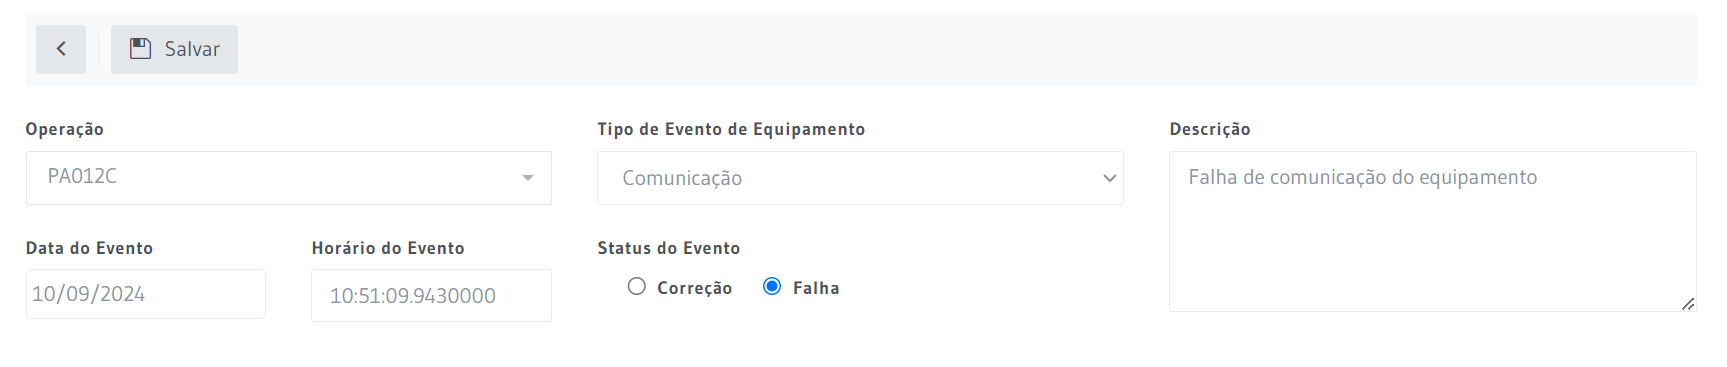 Salvar
Operação
PA012C
Tipo de Evento de Equipamento
Comunicação
Descrição
Falha de comunicação do equipamento
Data do Evento
10/09/2024
Horário do Evento
10:51:09.9430000
Status do Evento
Correção
Falha